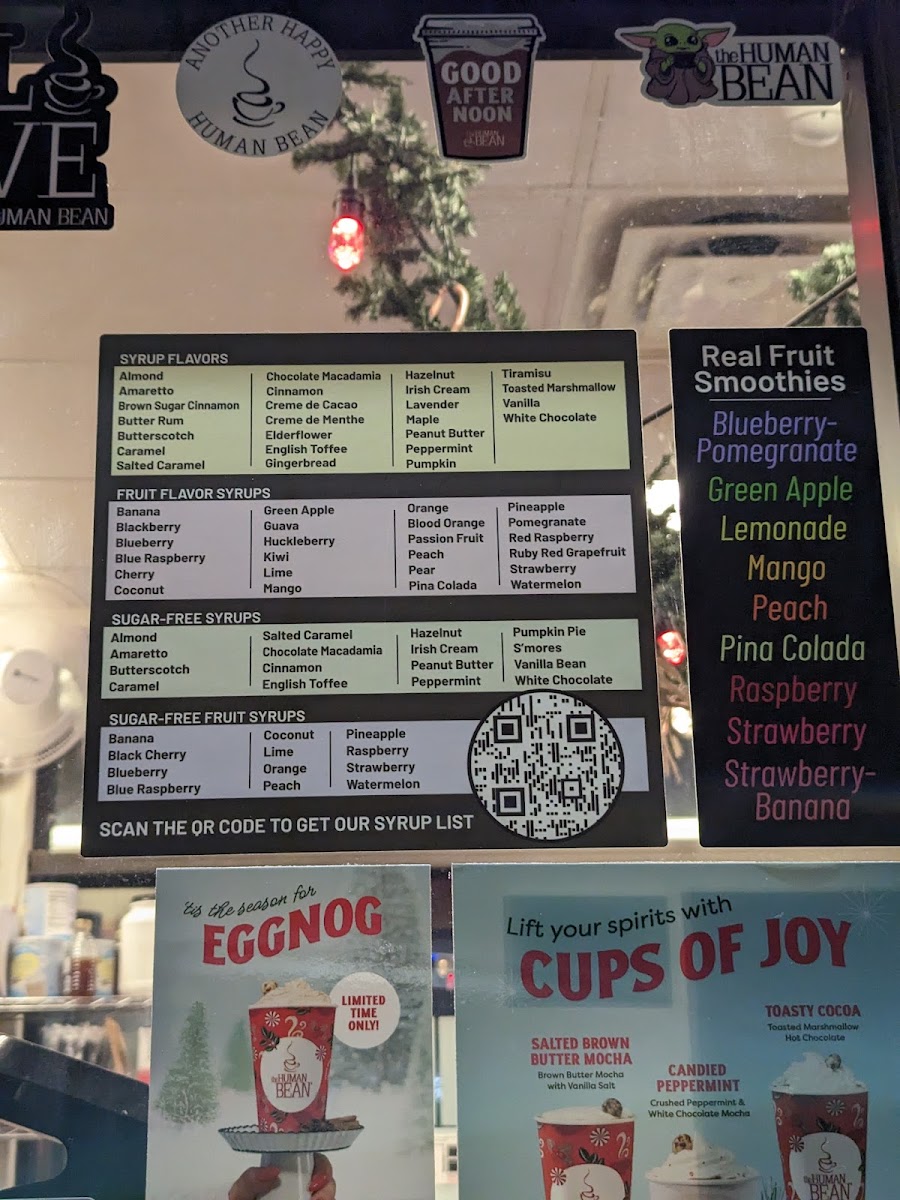 L
VE
HUMAN BEAN
ANOTHER HAPPY
HUMAN BEAN
GOOD
AFTER
NOON
the HUMAN
BEAN
the HUMAN
BEAN
SYRUP FLAVORS
Almond
Amaretto
Brown Sugar Cinnamon
Butter Rum
Butterscotch
Caramel
Salted Caramel
Chocolate Macadamia
Cinnamon
Creme de Cacao
Creme de Menthe
Elderflower
English Toffee
Gingerbread
Hazelnut
Irish Cream
Lavender
Maple
Peanut Butter
Peppermint
Pumpkin
Tiramisu
Toasted Marshmallow
Vanilla
White Chocolate
FRUIT FLAVOR SYRUPS
Banana
Blackberry
Blueberry
Blue Raspberry
Cherry
Coconut
Green Apple
Guava
Huckleberry
Kiwi
Lime
Mango
Orange
Blood Orange
Passion Fruit
Peach
Pear
Pina Colada
Pineapple
Pomegranate
Red Raspberry
Ruby Red Grapefruit
Strawberry
Watermelon
SUGAR-FREE SYRUPS
Almond
Amaretto
Butterscotch
Caramel
Salted Caramel
Chocolate Macadamia
Cinnamon
English Toffee
Hazelnut
Irish Cream
Peanut Butter
Peppermint
Pumpkin Pie
S'mores
Vanilla Bean
White Chocolate
SUGAR-FREE FRUIT SYRUPS
Banana
Black Cherry
Blueberry
Blue Raspberry
Coconut
Lime
Orange
Peach
Pineapple
Raspberry
Strawberry
Watermelon
SCAN THE QR CODE TO GET OUR SYRUP LIST
Real Fruit
Smoothies
Blueberry-
Pomegranate
Green Apple
Lemonade
Mango
Peach
Pina Colada
Raspberry
Strawberry
Strawberry-
Banana
'tis the season for
EGGNOG
LIMITED
TIME
ONLY!
the HUMAN
BEAN
Lift your spirits with
CUPS OF JOY
SALTED BROWN
BUTTER MOCHA
Brown Butter Mocha
with Vanilla Salt
CANDIED
PEPPERMINT
Crushed Peppermint &
White Chocolate Mocha
TOASTY COCOA
Toasted Marshmallow
Hot Chocolate
the HUMAN
BEAN